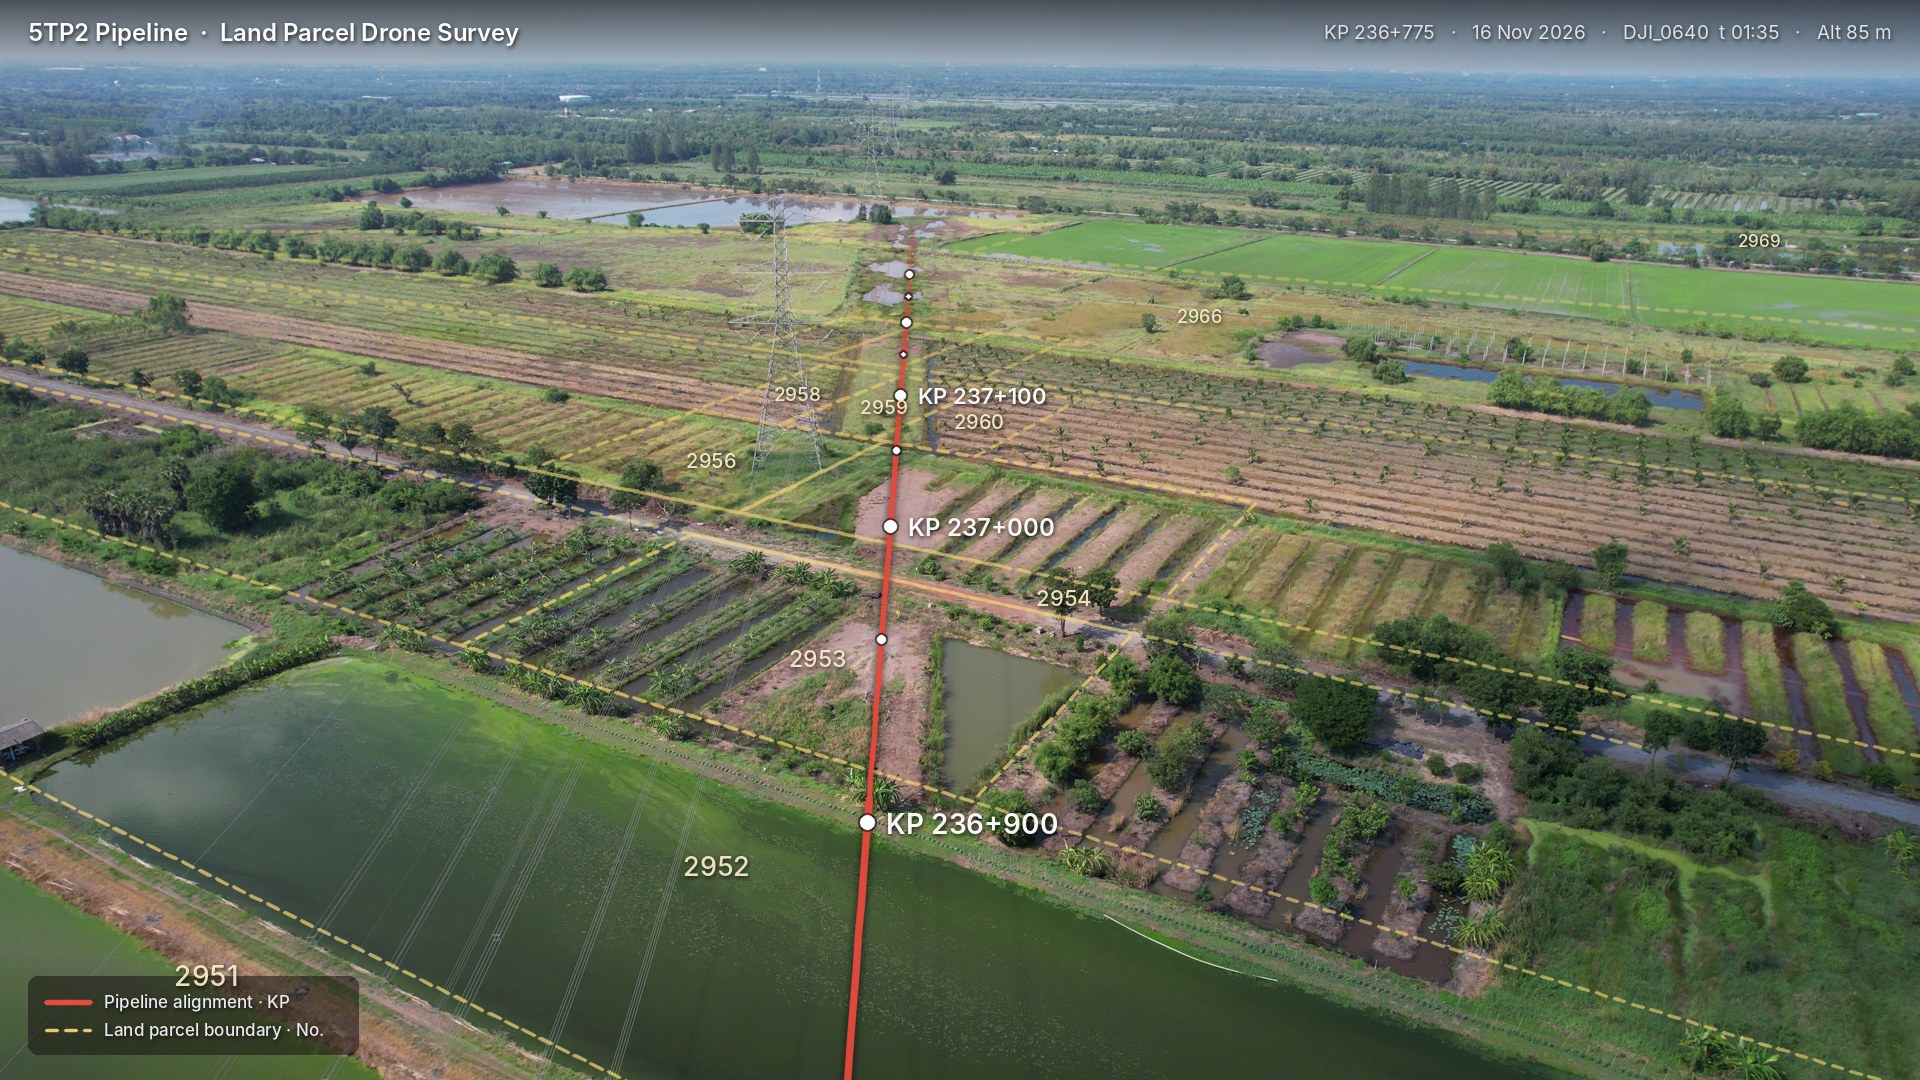 5TP2 Pipeline · Land Parcel Drone Survey
KP 236+775 · 16 Nov 2026 · DJI_0640 t 01:35 · Alt 85 m
2969
2966
2958
KP 237+100
2959
2960
2956
KP 237+000
2954
2953
KP 236+900
2952
2951
Pipeline alignment · KP
Land parcel boundary · No.